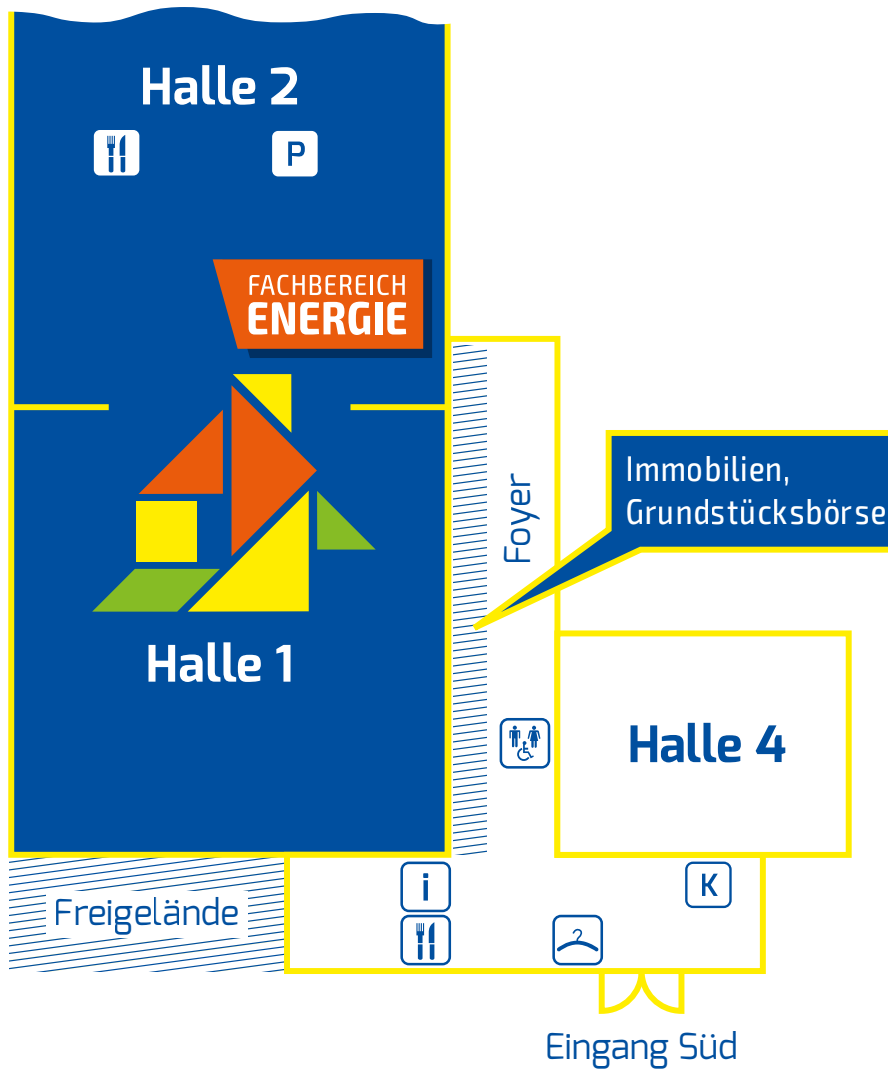 Halle 2
P
FACHBEREICH
ENERGIE
Immobilien,
Grundstücksbörse
Foyer
Halle 1
Halle 4
i
K
Freigelände
Eingang Süd